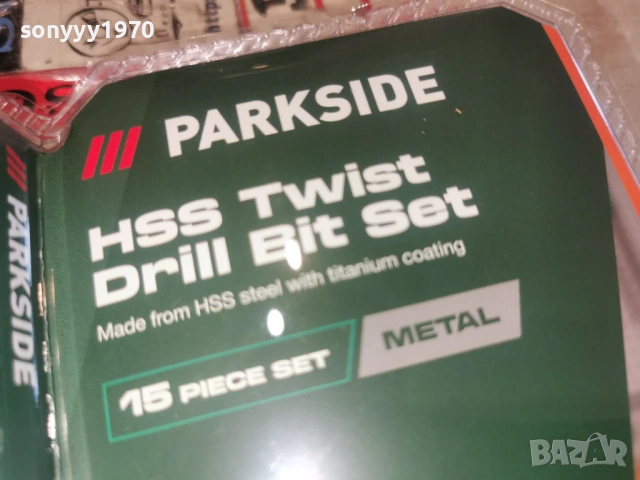 sonyyy1970
PARKSIDE
HSS Twist
Drill Bit Set
Made from HSS steel with titanium coating
15 PIECE SET
METAL
PARKSIDE
BAZAR